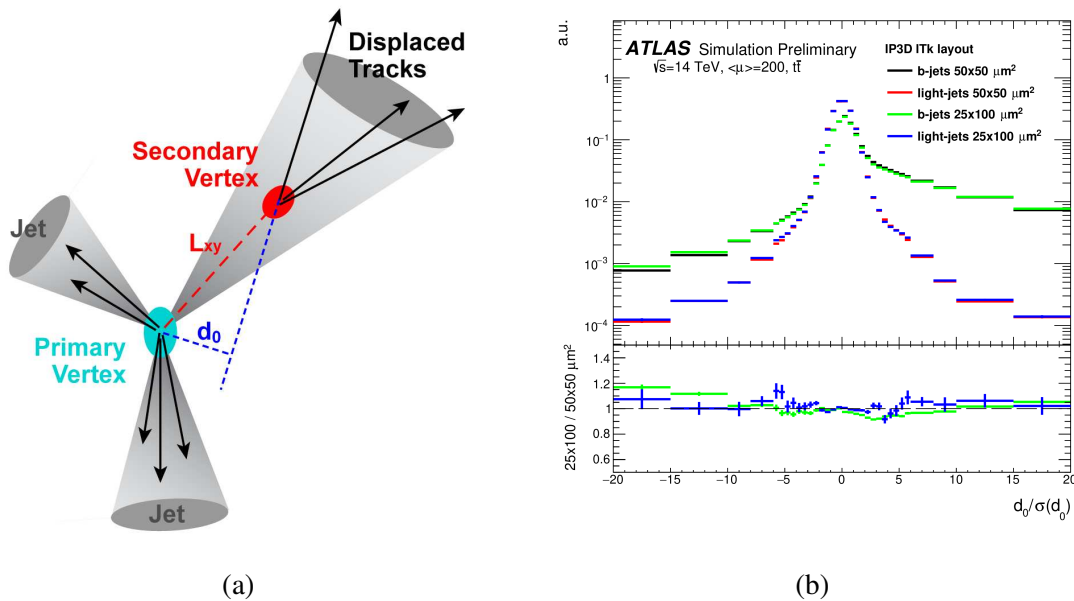 Displaced
Tracks
Secondary
Vertex
Jet
Lxy
d0
Primary
Vertex
Jet
(a)
a.u.
ATLAS Simulation Preliminary
√s=14 TeV, <μ>=200, tt̄
IP3D ITk layout
b-jets 50x50 μm²
light-jets 50x50 μm²
b-jets 25x100 μm²
light-jets 25x100 μm²
1
10⁻¹
10⁻²
10⁻³
10⁻⁴
25x100 / 50x50 μm²
1.4
1.2
1.0
0.8
0.6
−20 −15 −10 −5 0 5 10 15 20
d₀/σ(d₀)
(b)